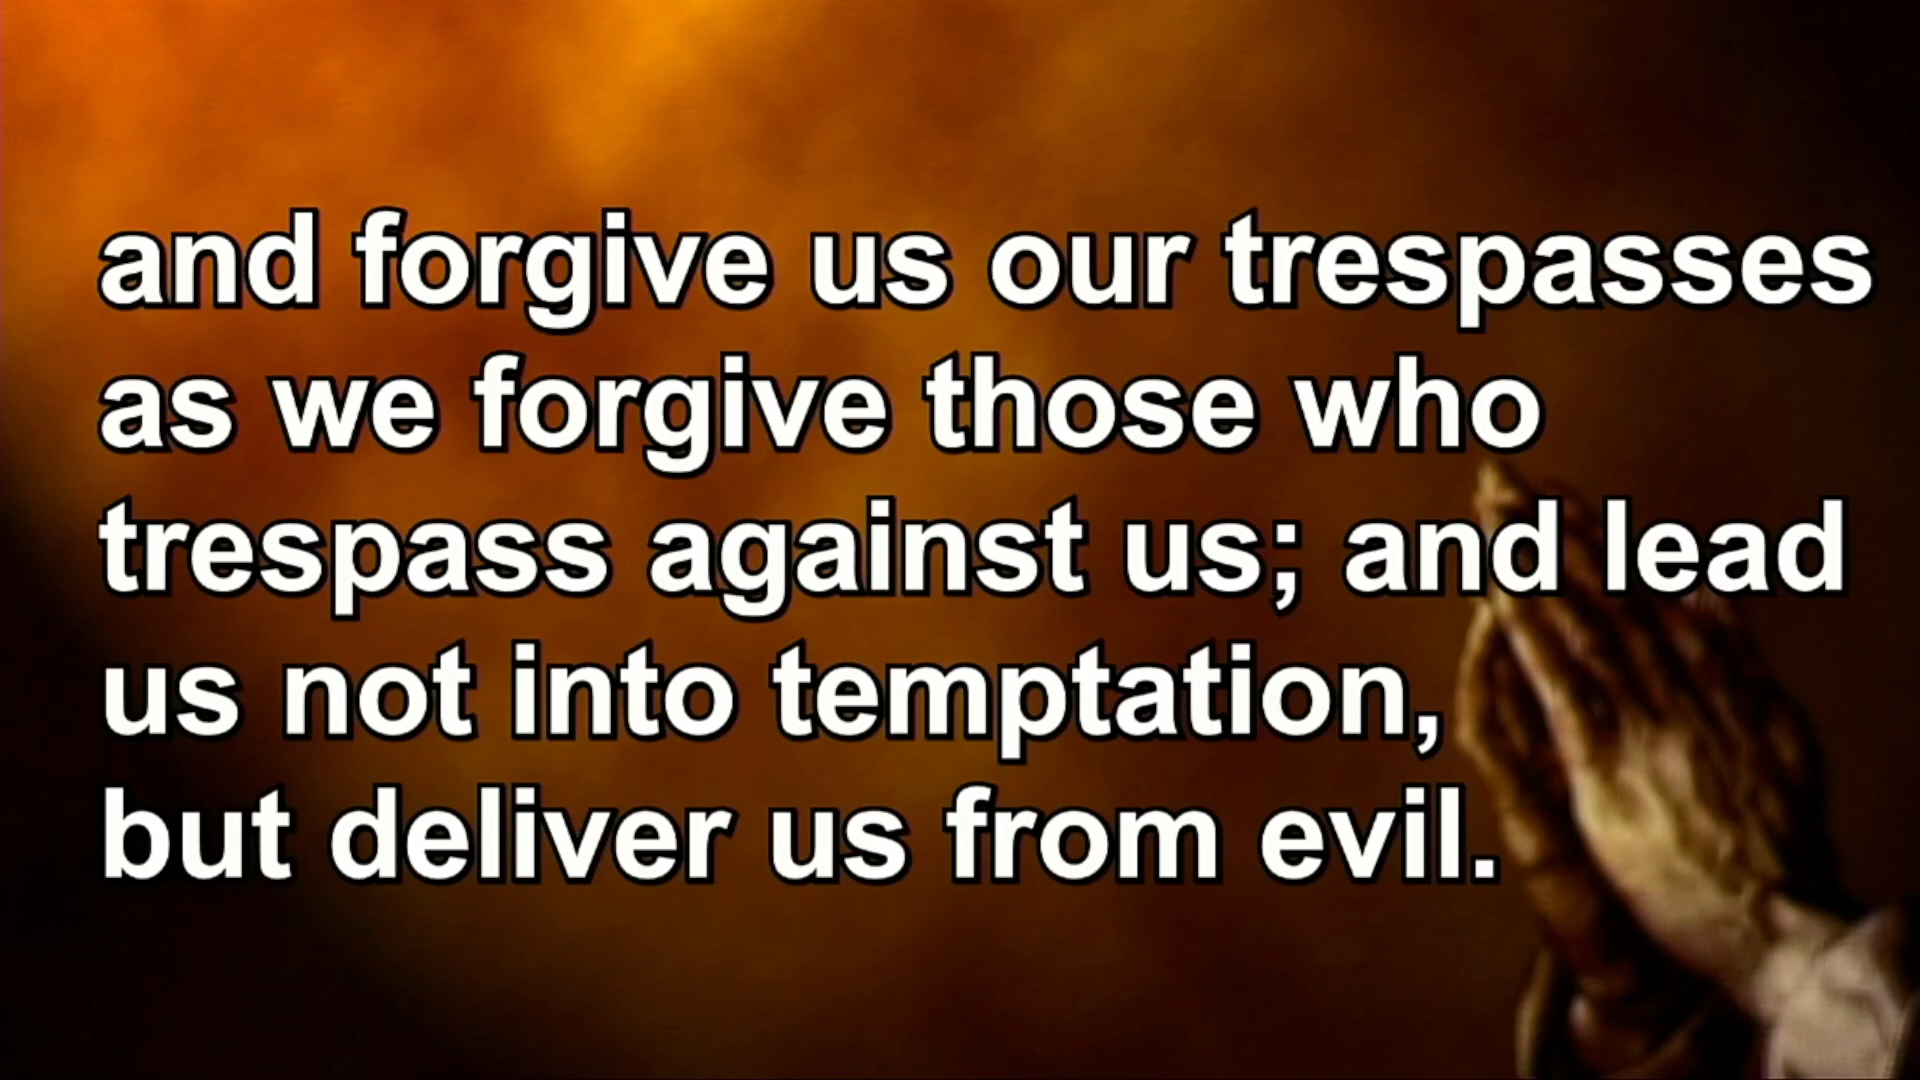 and forgive us our trespasses
as we forgive those who
trespass against us; and lead
us not into temptation,
but deliver us from evil.